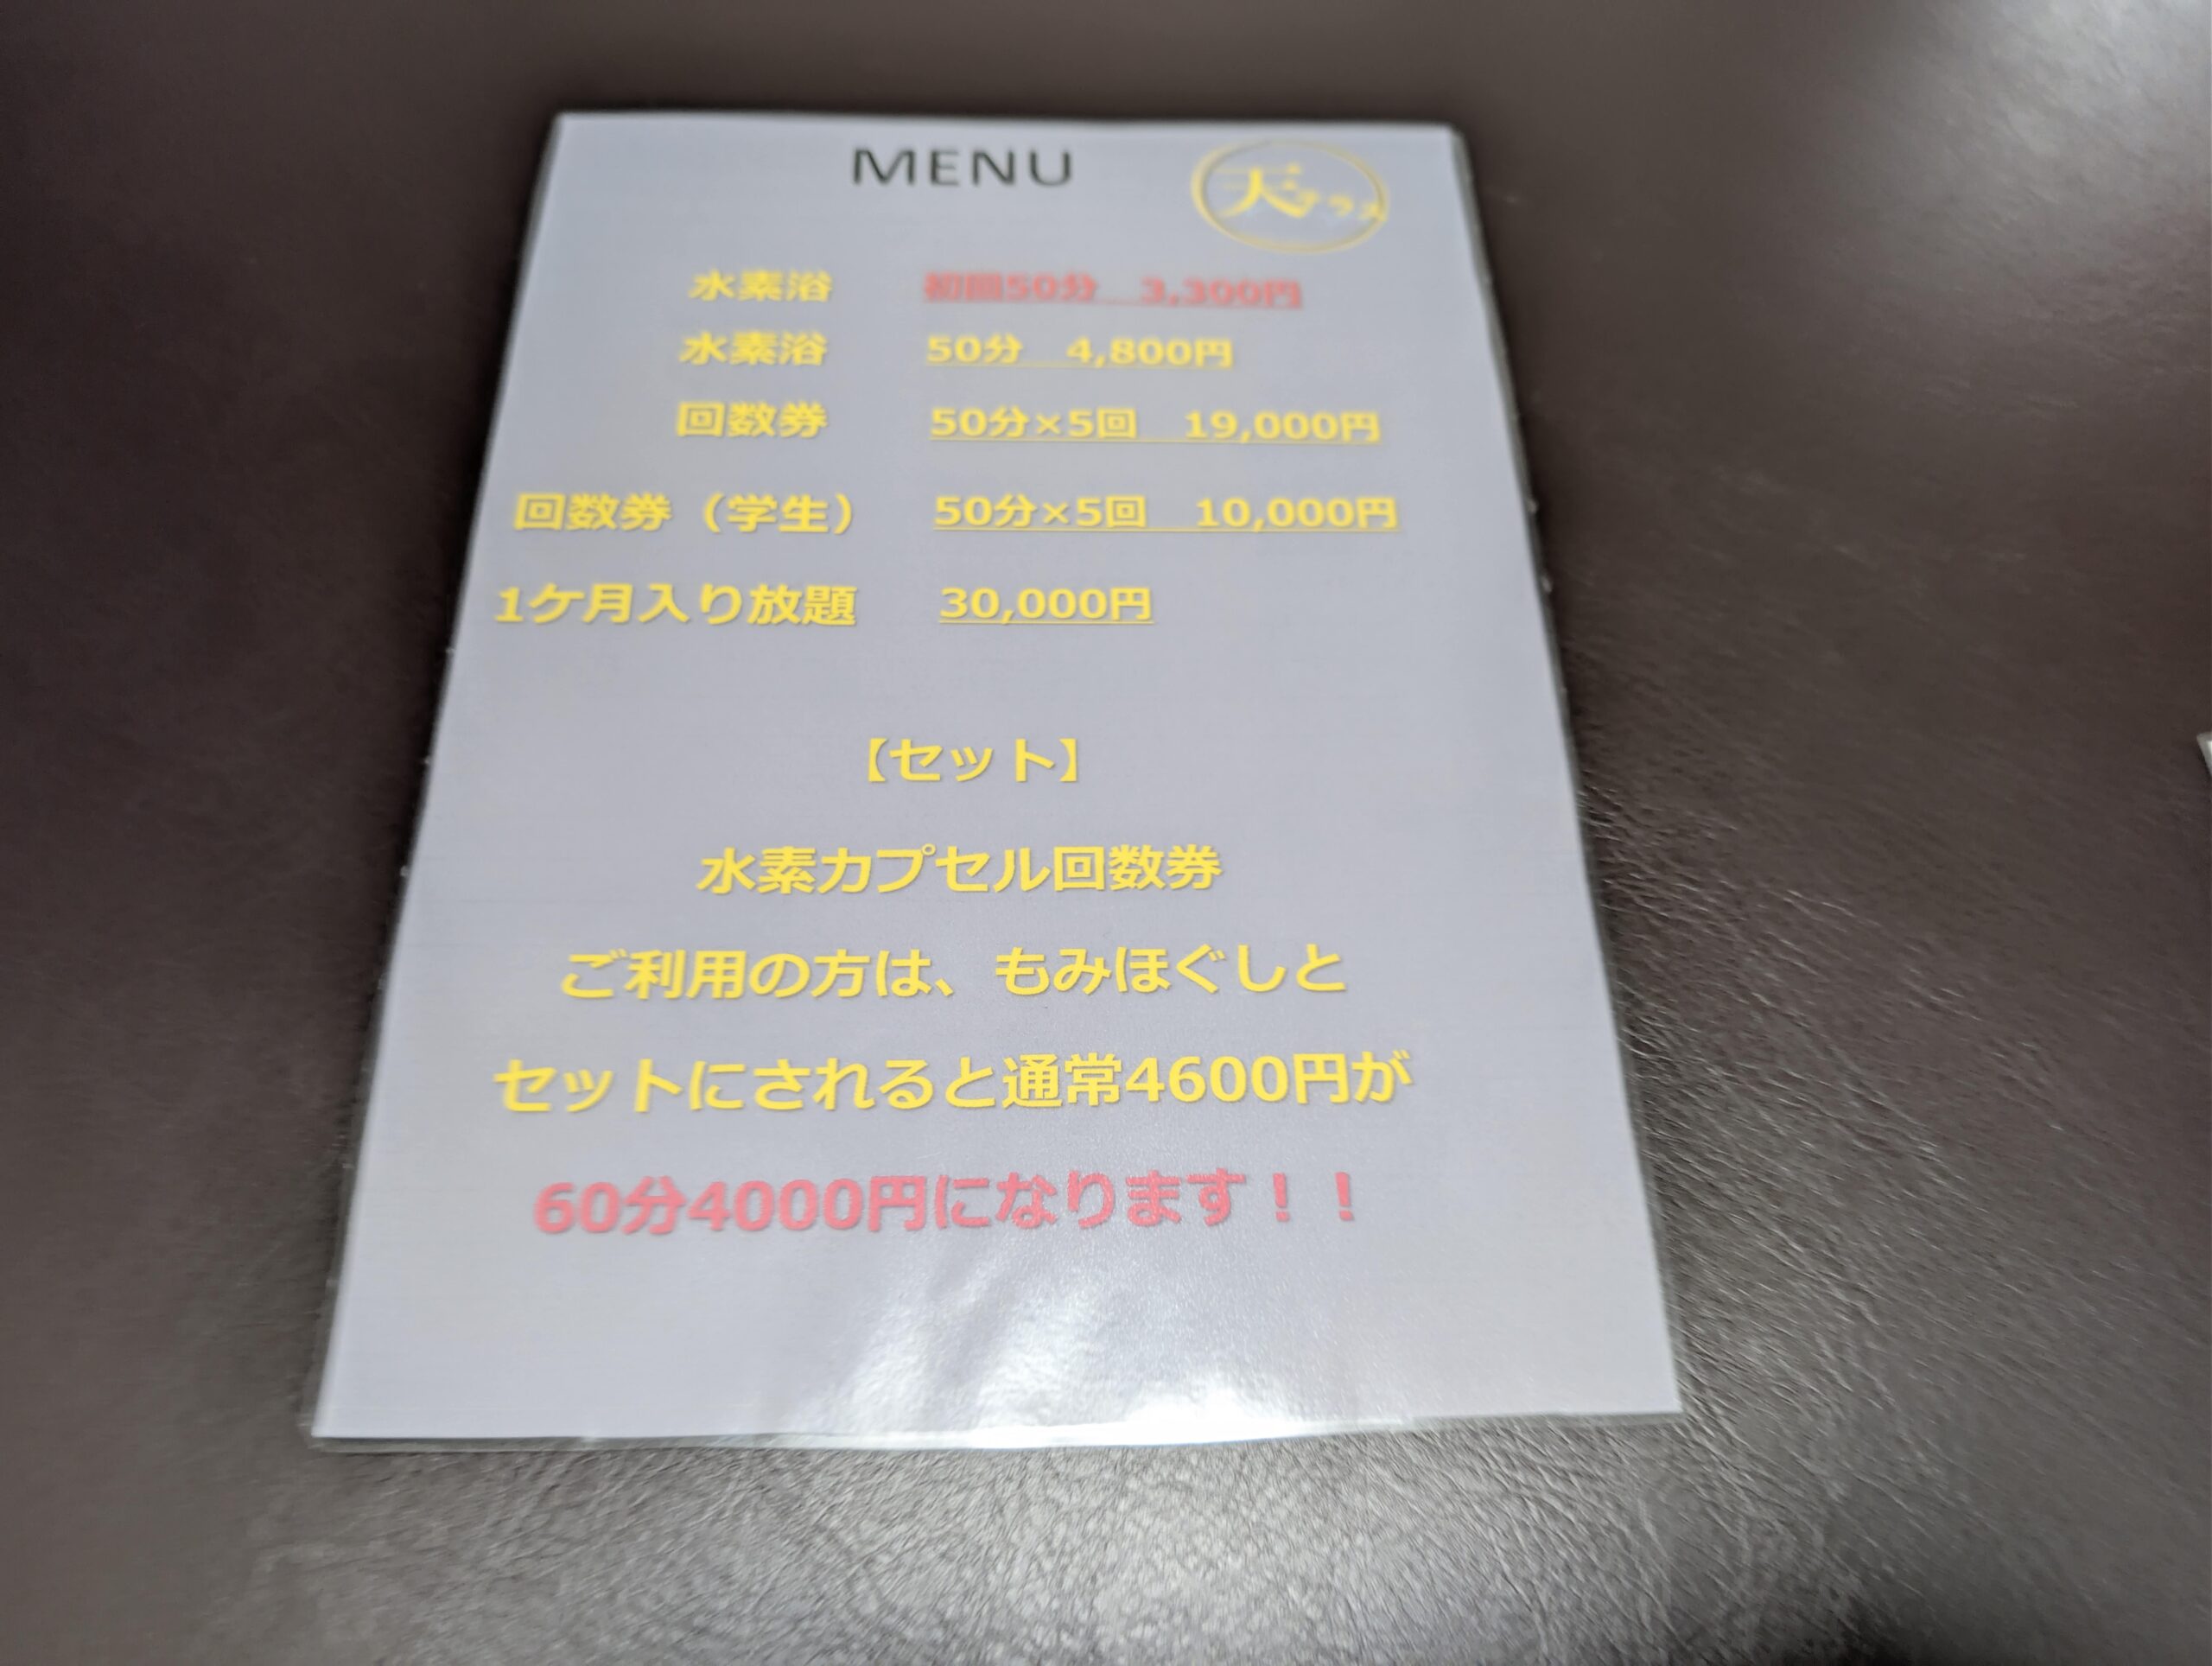 MENU
天テラス
水素浴 初回50分 3,300円
水素浴 50分 4,800円
回数券 50分×5回 19,000円
回数券（学生） 50分×5回 10,000円
1ケ月入り放題 30,000円
【セット】
水素カプセル回数券
ご利用の方は、もみほぐしと
セットにされると通常4600円が
60分4000円になります！！